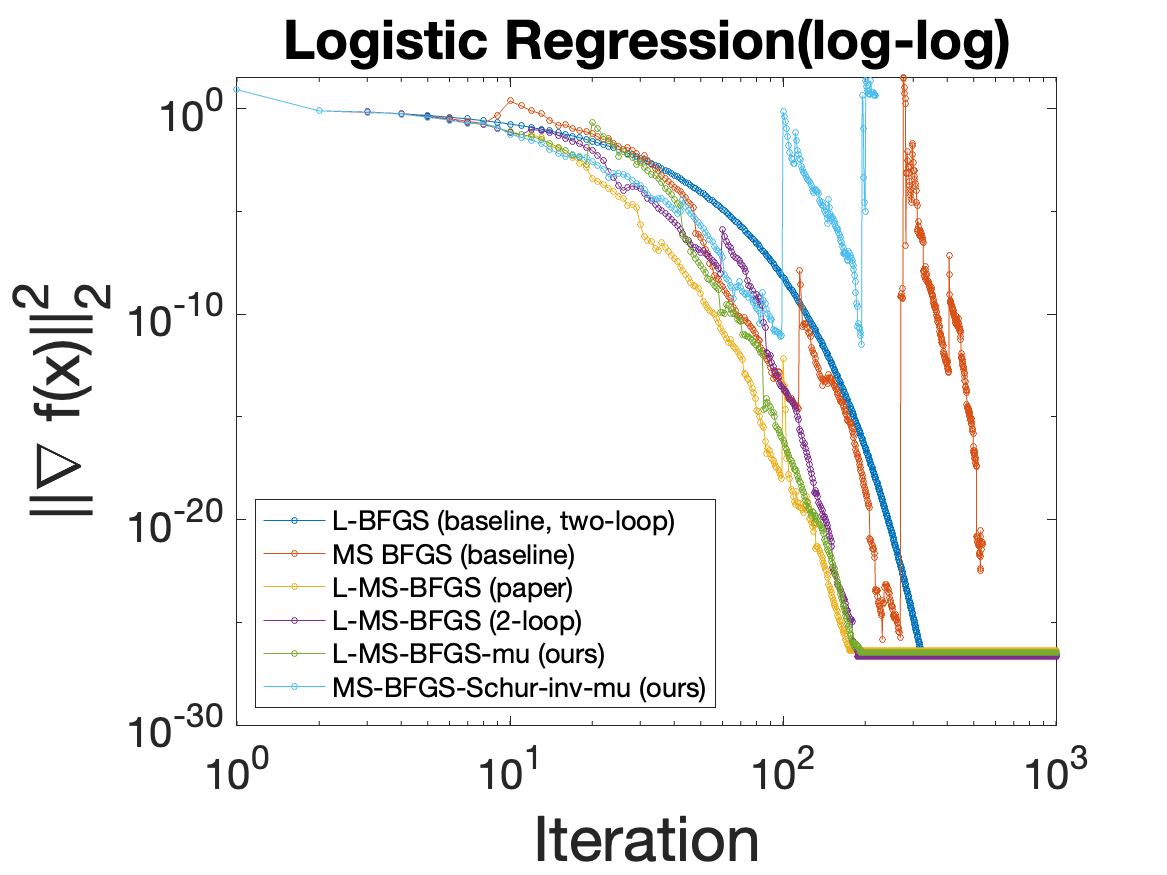 Logistic Regression(log-log)
10^0
10^-10
10^-20
10^-30
||∇ f(x)||_2^2
L-BFGS (baseline, two-loop)
MS BFGS (baseline)
L-MS-BFGS (paper)
L-MS-BFGS (2-loop)
L-MS-BFGS-mu (ours)
MS-BFGS-Schur-inv-mu (ours)
10^0 10^1 10^2 10^3
Iteration